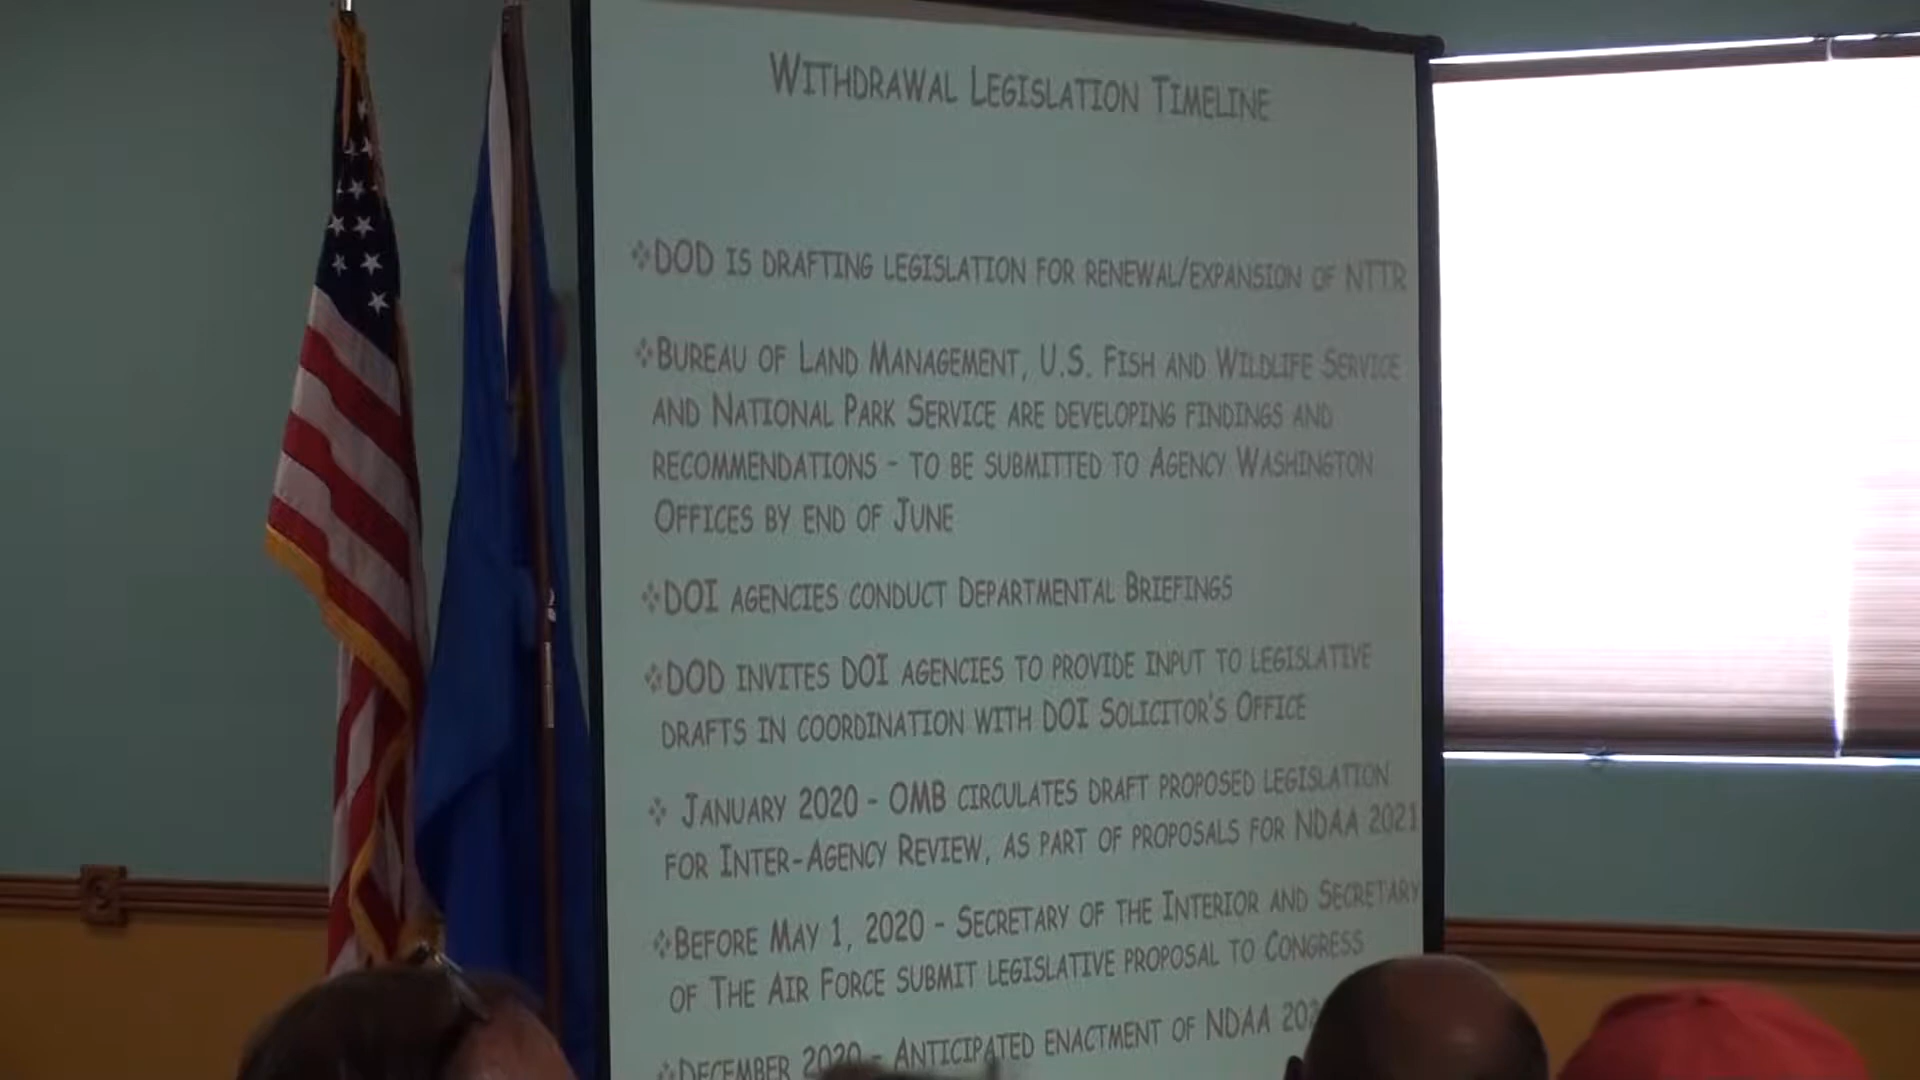 WITHDRAWAL LEGISLATION TIMELINE
❖DOD IS DRAFTING LEGISLATION FOR RENEWAL/EXPANSION OF NTTR
❖BUREAU OF LAND MANAGEMENT, U.S. FISH AND WILDLIFE SERVICE
AND NATIONAL PARK SERVICE ARE DEVELOPING FINDINGS AND
RECOMMENDATIONS - TO BE SUBMITTED TO AGENCY WASHINGTON
OFFICES BY END OF JUNE
❖DOI AGENCIES CONDUCT DEPARTMENTAL BRIEFINGS
❖DOD INVITES DOI AGENCIES TO PROVIDE INPUT TO LEGISLATIVE
DRAFTS IN COORDINATION WITH DOI SOLICITOR'S OFFICE
❖ JANUARY 2020 - OMB CIRCULATES DRAFT PROPOSED LEGISLATION
FOR INTER-AGENCY REVIEW, AS PART OF PROPOSALS FOR NDAA 2021
❖BEFORE MAY 1, 2020 - SECRETARY OF THE INTERIOR AND SECRETARY
OF THE AIR FORCE SUBMIT LEGISLATIVE PROPOSAL TO CONGRESS
❖DECEMBER 2020 - ANTICIPATED ENACTMENT OF NDAA